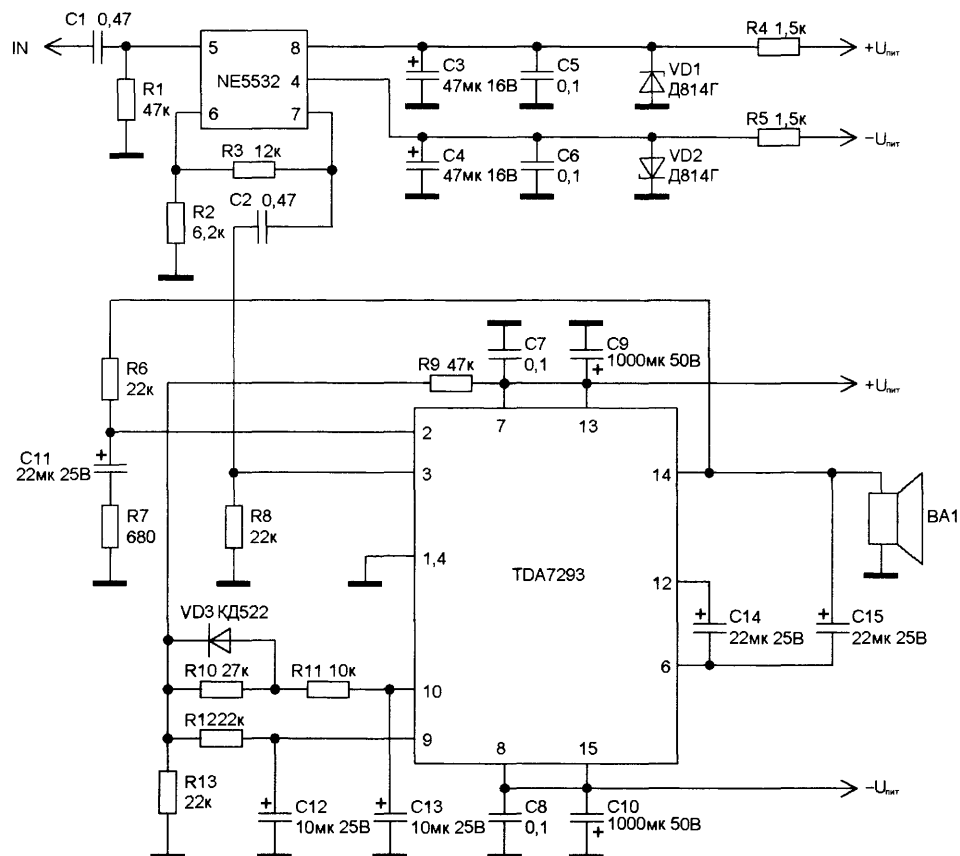 C1 0,47
IN
5
8
NE5532
4
6
7
R1
47к
+
C3
47мк 16В
C5
0,1
VD1
Д814Г
R4 1,5к
+Uпит
R3 12к
+
C4
47мк 16В
C6
0,1
VD2
Д814Г
R5 1,5к
−Uпит
R2
6,2к
C2 0,47
R6
22к
R9 47к
C7
0,1
C9
1000мк 50В
+
+Uпит
7
13
2
+
C11
22мк 25В
3
14
R7
680
R8
22к
BA1
1,4
TDA7293
12
VD3 КД522
+
C14
22мк 25В
+
C15
22мк 25В
6
R10 27к
R11 10к
10
R1222к
9
8
15
R13
22к
−Uпит
+
C12
10мк 25В
+
C13
10мк 25В
C8
0,1
C10
1000мк 50В
+